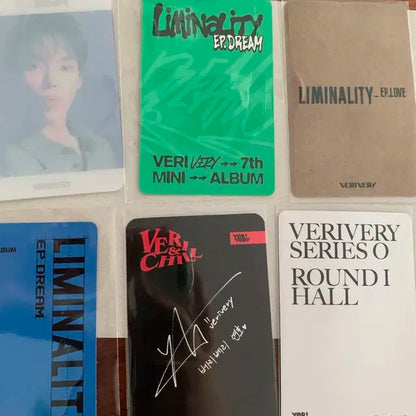 LIMINALITY
EP.DREAM
VERIVERY →→ 7th
MINI →→ ALBUM
LIMINALITY – EP.LOVE
VERIVERY
ALBUM
EP.DREAM
LIMINALIT
VERI
&CHILL
VERI
VERY
verivery
VERIVERY
SERIES O
ROUND I
HALL